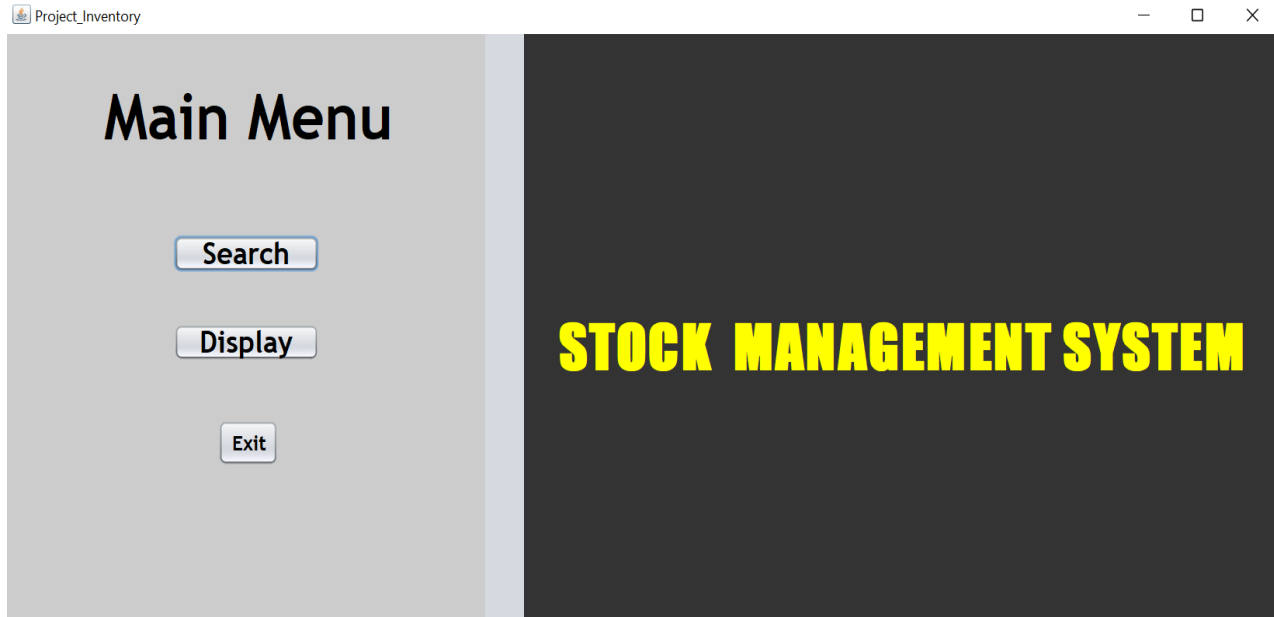 Project_Inventory
Main Menu
Search
Display
Exit
STOCK MANAGEMENT SYSTEM